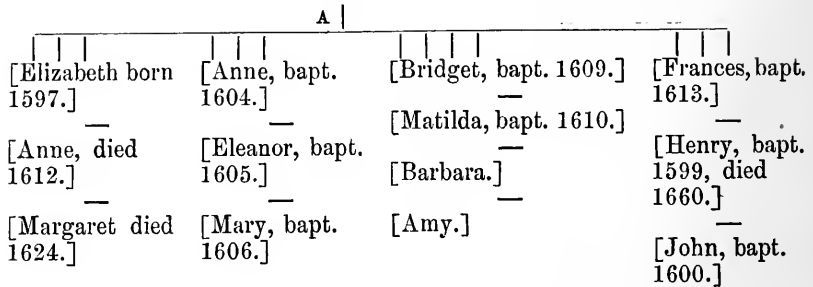 A
[Elizabeth born
1597.]
[Anne, died
1612.]
[Margaret died
1624.]
[Anne, bapt.
1604.]
[Eleanor, bapt.
1605.]
[Mary, bapt.
1606.]
[Bridget, bapt. 1609.]
[Matilda, bapt. 1610.]
[Barbara.]
[Amy.]
[Frances, bapt.
1613.]
[Henry, bapt.
1599, died
1660.]
[John, bapt.
1600.]